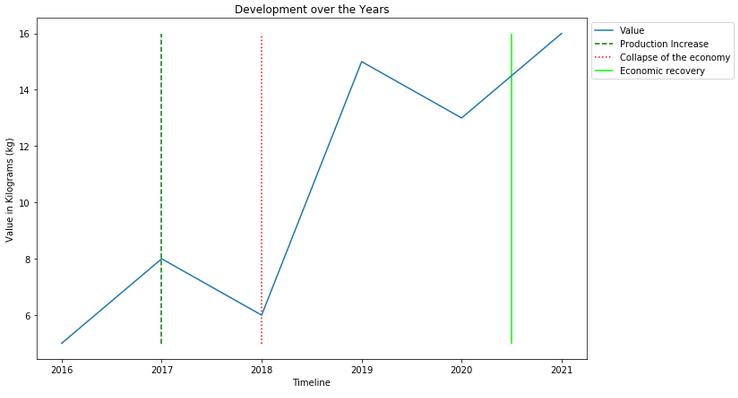 Development over the Years
Value
Production Increase
Collapse of the economy
Economic recovery
Value in Kilograms (kg)
16
14
12
10
8
6
2016 2017 2018 2019 2020 2021
Timeline